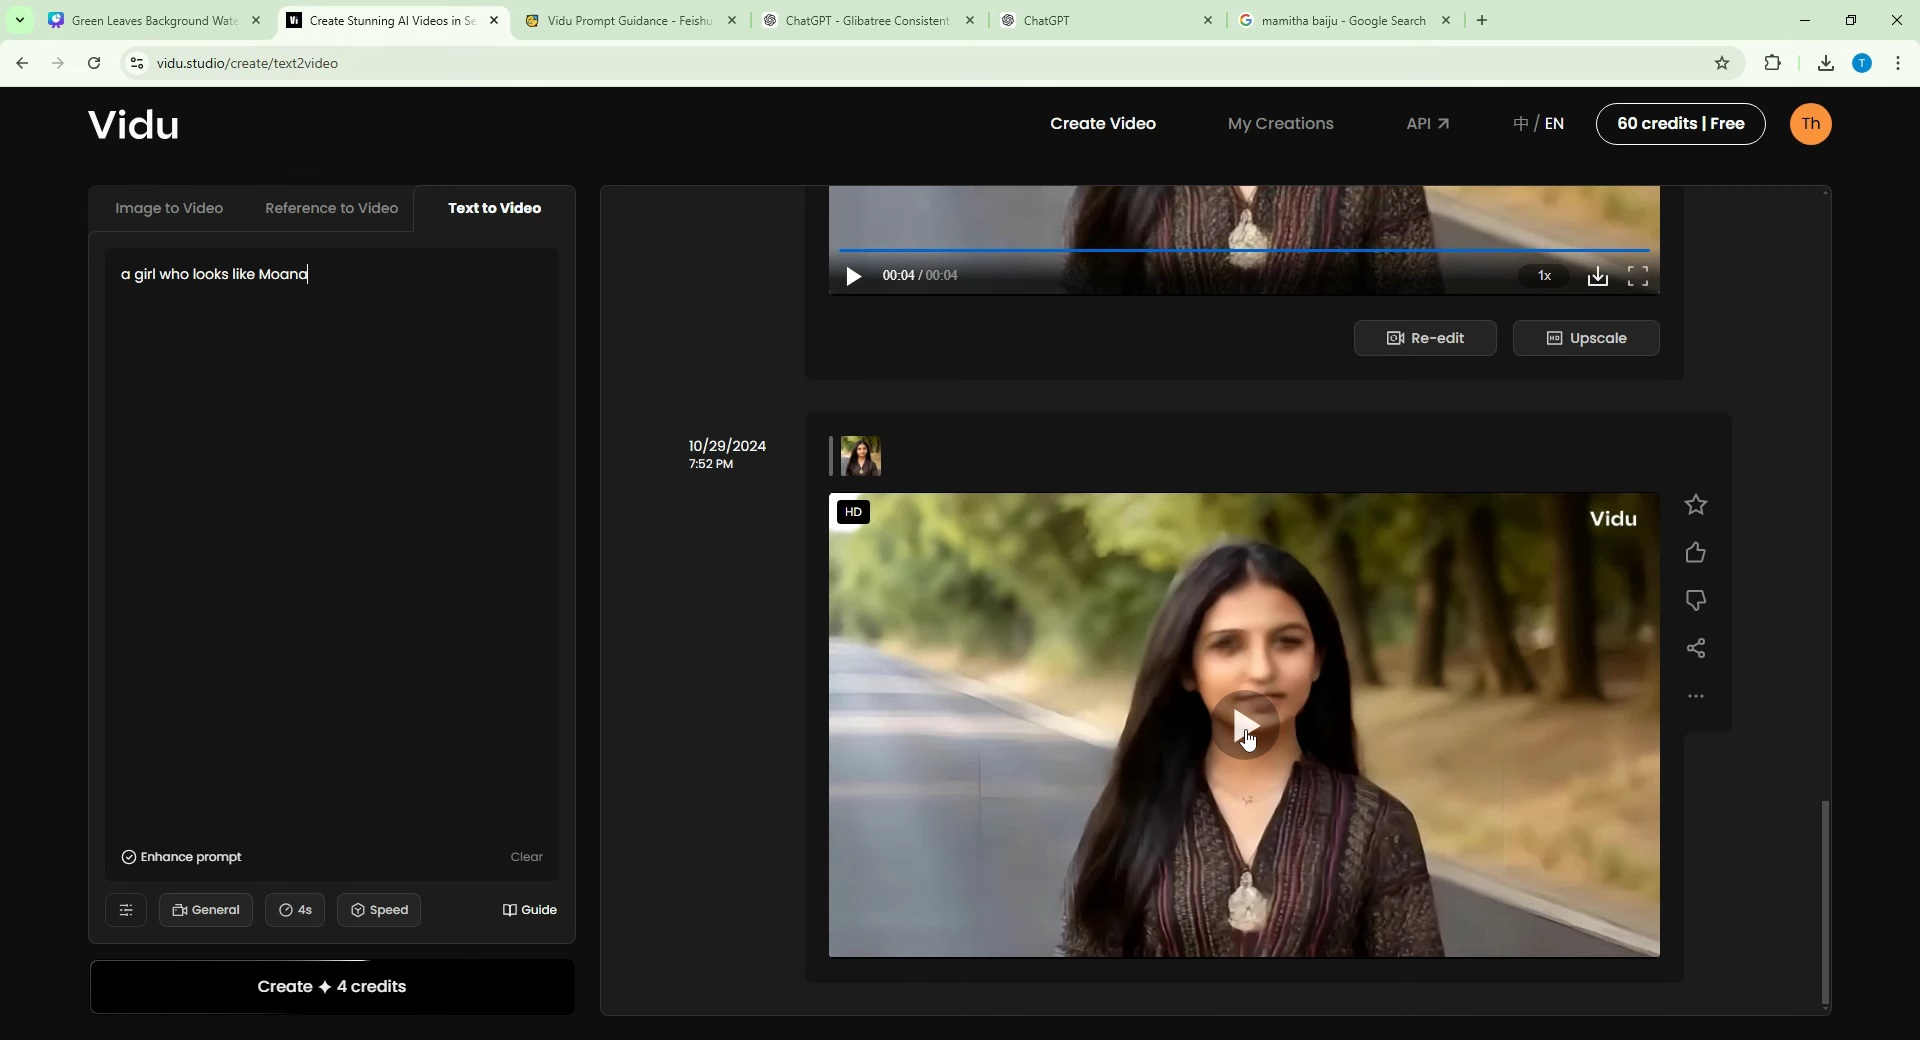 Green Leaves Background Wate
Create Stunning AI Videos in Se
Vidu Prompt Guidance - Feishu
ChatGPT - Glibatree Consistent
ChatGPT
mamitha baiju - Google Search
vidu.studio/create/text2video
T
Vidu
Create Video
My Creations
API
中 / EN
60 credits | Free
Th
Image to Video
Reference to Video
Text to Video
a girl who looks like Moana
00:04 / 00:04
1x
Re-edit
HD Upscale
10/29/2024
7:52 PM
HD
Vidu
Enhance prompt
Clear
General
4s
Speed
Guide
Create 4 credits